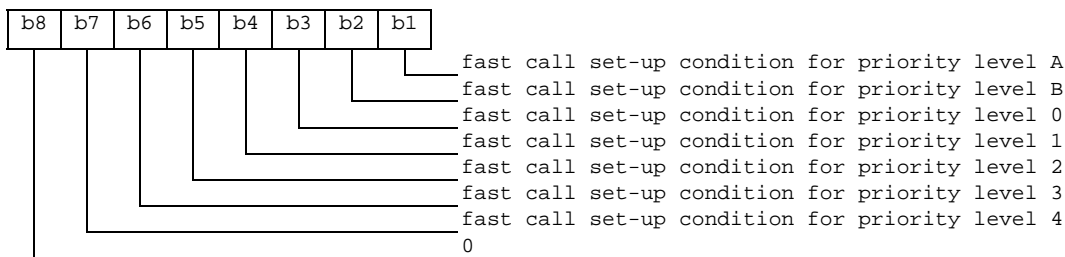 b8 b7 b6 b5 b4 b3 b2 b1
fast call set-up condition for priority level A
fast call set-up condition for priority level B
fast call set-up condition for priority level 0
fast call set-up condition for priority level 1
fast call set-up condition for priority level 2
fast call set-up condition for priority level 3
fast call set-up condition for priority level 4
0